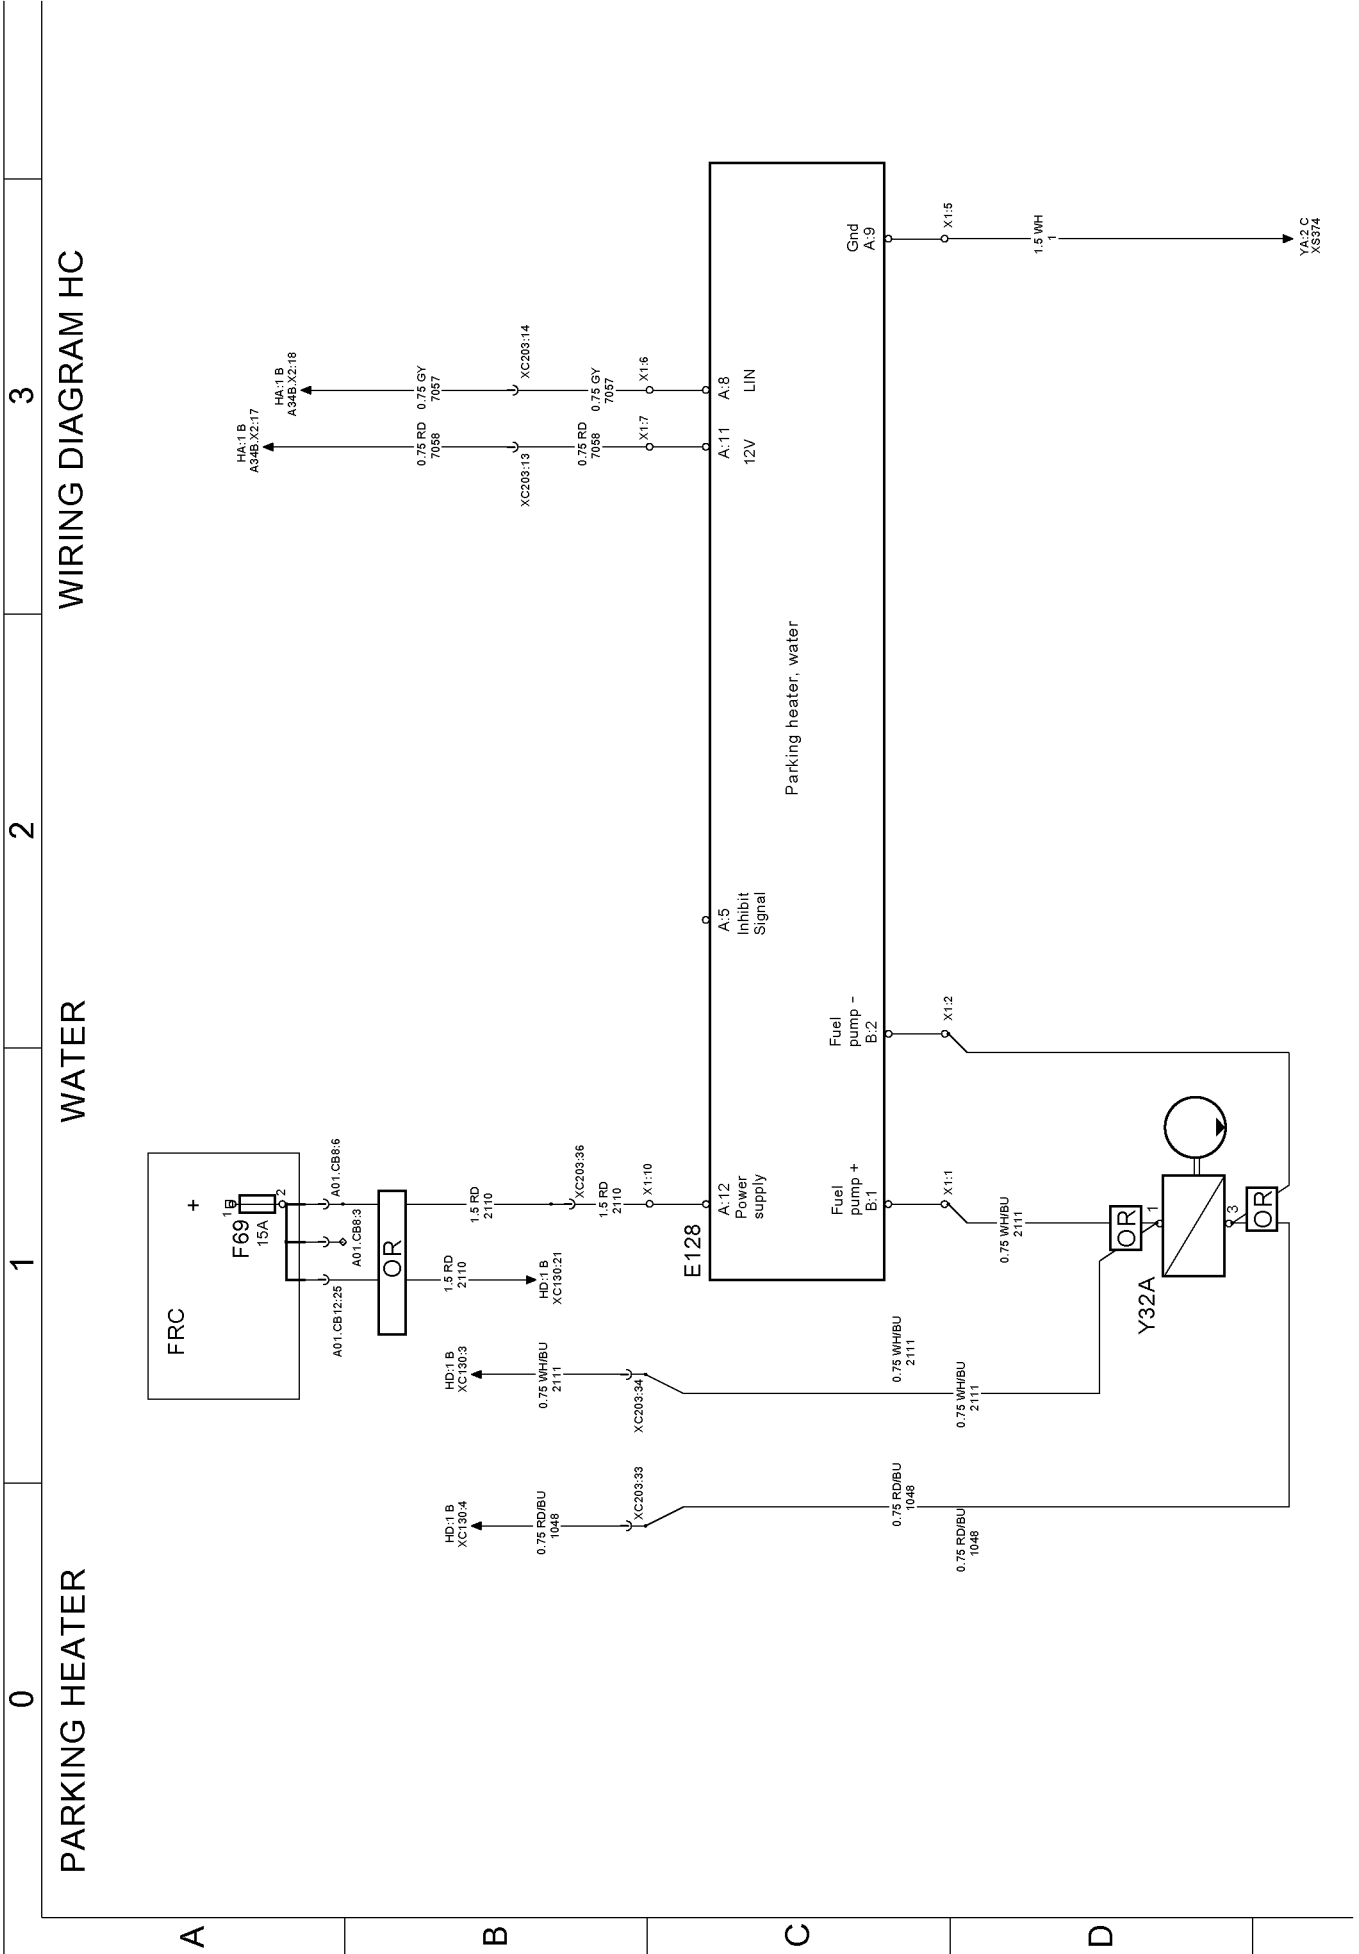 0
1
2
3
PARKING HEATER
WATER
WIRING DIAGRAM HC
A
B
C
D
FRC
+
F69
15A
1
2
A01.CB12:25
A01.CB8:3
A01.CB8:6
OR
HA:1 B
A34B.X2:17
HA:1 B
A34B.X2:18
HD:1 B
XC130:4
0.75 RD/BU
1048
XC203:33
HD:1 B
XC130:3
0.75 WH/BU
2111
XC203:34
1.5 RD
2110
HD:1 B
XC130:21
1.5 RD
2110
XC203:36
1.5 RD
2110
X1:10
0.75 RD
7058
XC203:13
0.75 RD
7058
X1:7
0.75 GY
7057
XC203:14
0.75 GY
7057
X1:6
E128
A:12
Power
supply
A:5
Inhibit
Signal
A:11
12V
A:8
LIN
Parking heater, water
Fuel
pump +
B:1
Fuel
pump −
B:2
Gnd
A:9
0.75 RD/BU
1048
0.75 WH/BU
2111
X1:1
X1:2
X1:5
0.75 RD/BU
1048
0.75 WH/BU
2111
0.75 WH/BU
2111
1.5 WH
1
OR
1
Y32A
3
OR
YA:2 C
XS374